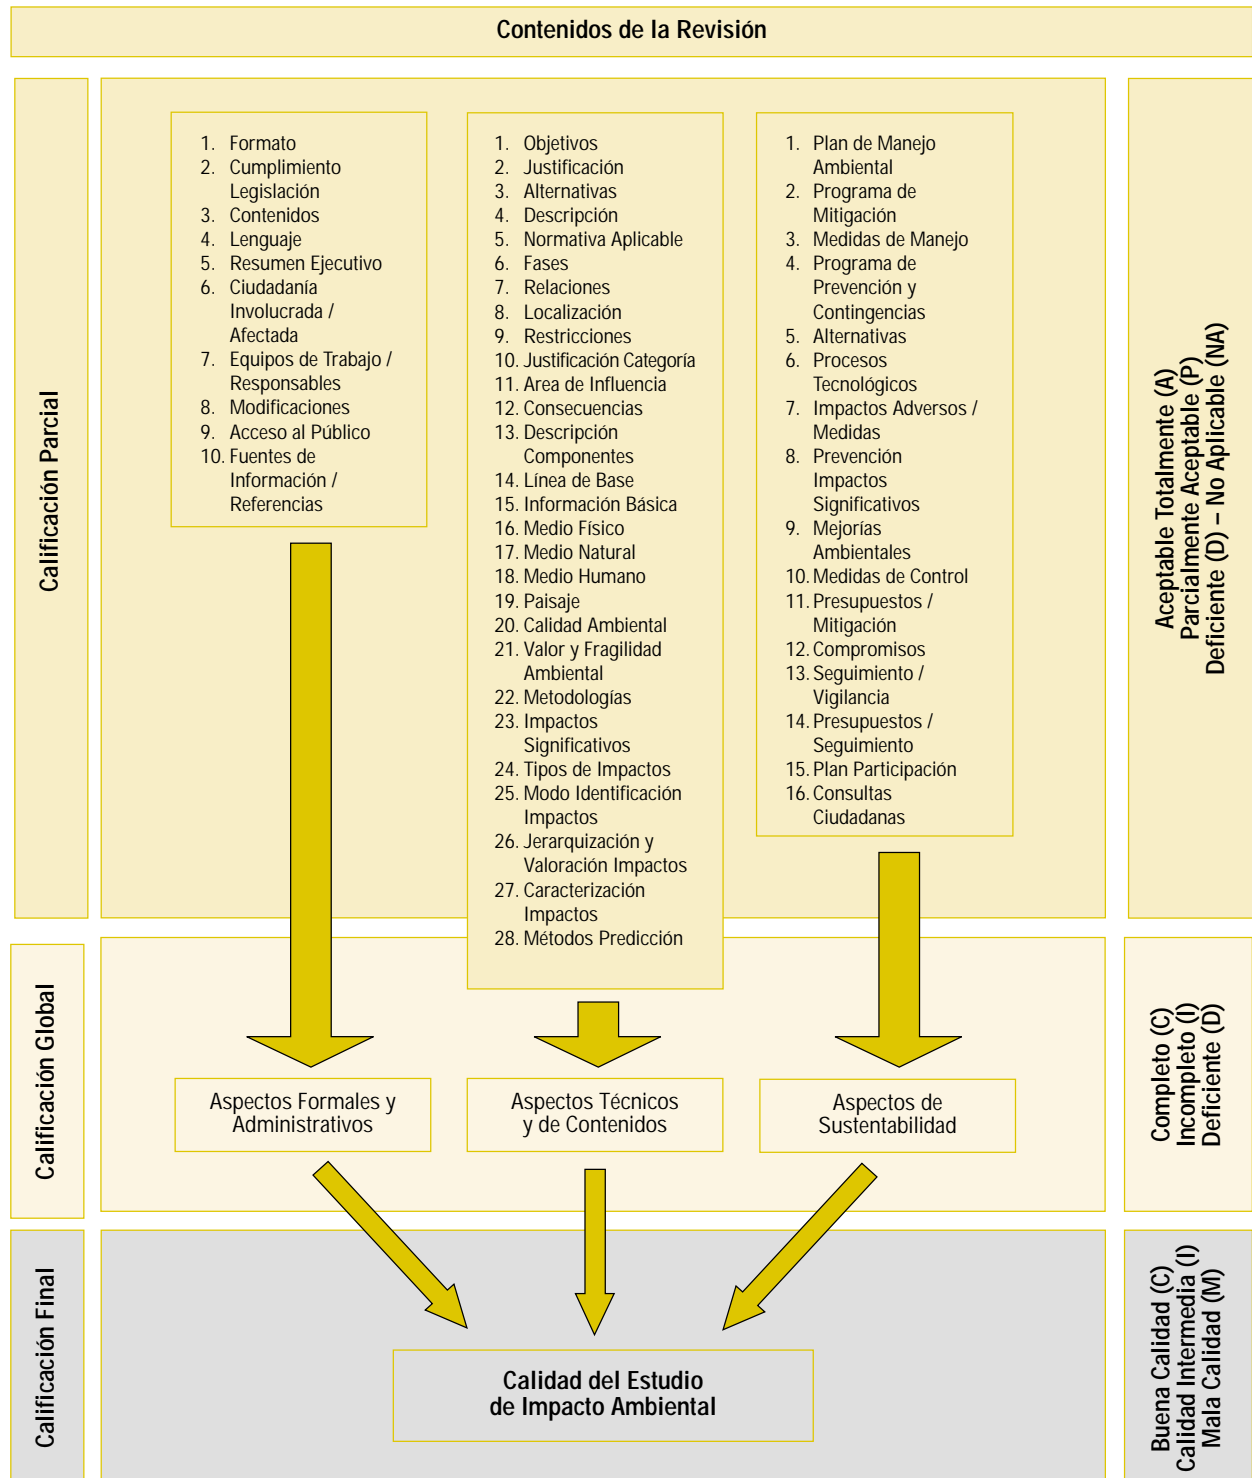 Contenidos de la Revisión
Calificación Parcial
1. Formato
2. Cumplimiento
Legislación
3. Contenidos
4. Lenguaje
5. Resumen Ejecutivo
6. Ciudadanía
Involucrada /
Afectada
7. Equipos de Trabajo /
Responsables
8. Modificaciones
9. Acceso al Público
10. Fuentes de
Información /
Referencias
1. Objetivos
2. Justificación
3. Alternativas
4. Descripción
5. Normativa Aplicable
6. Fases
7. Relaciones
8. Localización
9. Restricciones
10. Justificación Categoría
11. Area de Influencia
12. Consecuencias
13. Descripción
Componentes
14. Línea de Base
15. Información Básica
16. Medio Físico
17. Medio Natural
18. Medio Humano
19. Paisaje
20. Calidad Ambiental
21. Valor y Fragilidad
Ambiental
22. Metodologías
23. Impactos
Significativos
24. Tipos de Impactos
25. Modo Identificación
Impactos
26. Jerarquización y
Valoración Impactos
27. Caracterización
Impactos
28. Métodos Predicción
1. Plan de Manejo
Ambiental
2. Programa de
Mitigación
3. Medidas de Manejo
4. Programa de
Prevención y
Contingencias
5. Alternativas
6. Procesos
Tecnológicos
7. Impactos Adversos /
Medidas
8. Prevención
Impactos
Significativos
9. Mejorías
Ambientales
10. Medidas de Control
11. Presupuestos /
Mitigación
12. Compromisos
13. Seguimiento /
Vigilancia
14. Presupuestos /
Seguimiento
15. Plan Participación
16. Consultas
Ciudadanas
Aceptable Totalmente (A)
Parcialmente Aceptable (P)
Deficiente (D) – No Aplicable (NA)
Calificación Global
Aspectos Formales y
Administrativos
Aspectos Técnicos
y de Contenidos
Aspectos de
Sustentabilidad
Completo (C)
Incompleto (I)
Deficiente (D)
Calificación Final
Calidad del Estudio
de Impacto Ambiental
Buena Calidad (C)
Calidad Intermedia (I)
Mala Calidad (M)